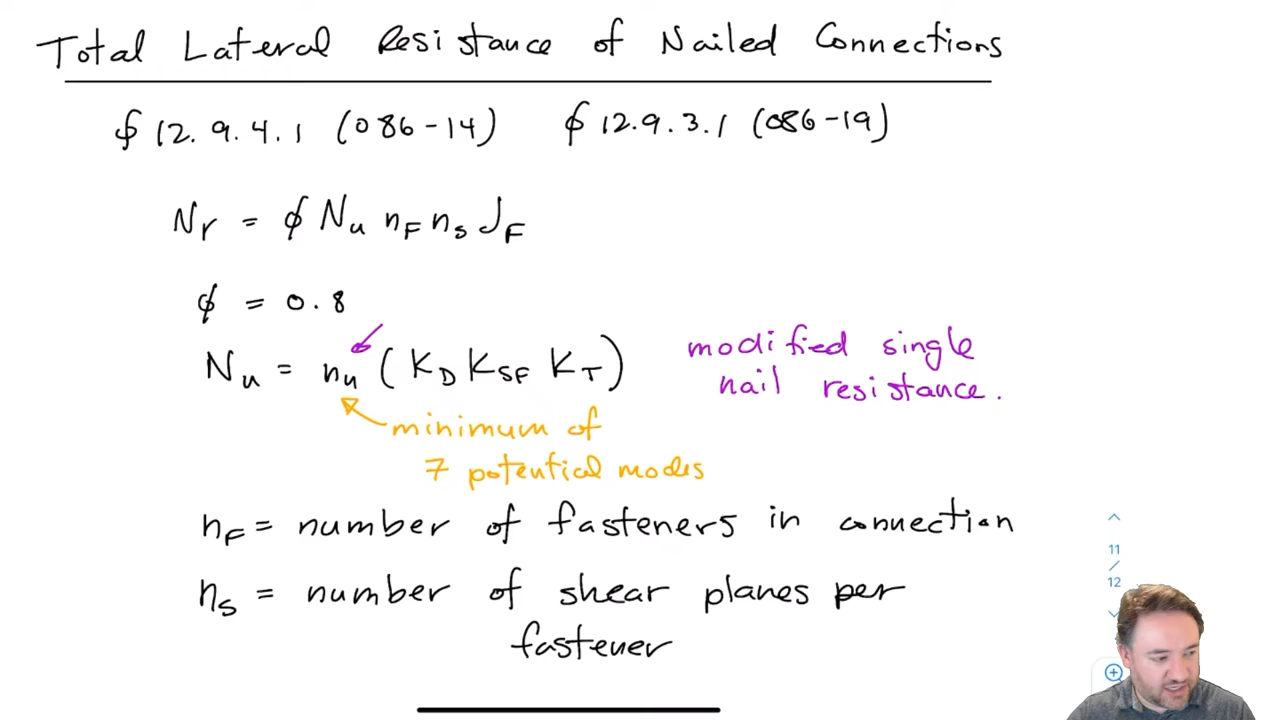 Total Lateral Resistance of Nailed Connections
§ 12.9.4.1 (O86-14) § 12.9.3.1 (O86-19)
Nr = ϕ Nu nF ns JF
ϕ = 0.8
Nu = nu (KD KSF KT)
modified single
nail resistance.
minimum of
7 potential modes
nF = number of fasteners in connection
ns = number of shear planes per
fastener
11
/
12